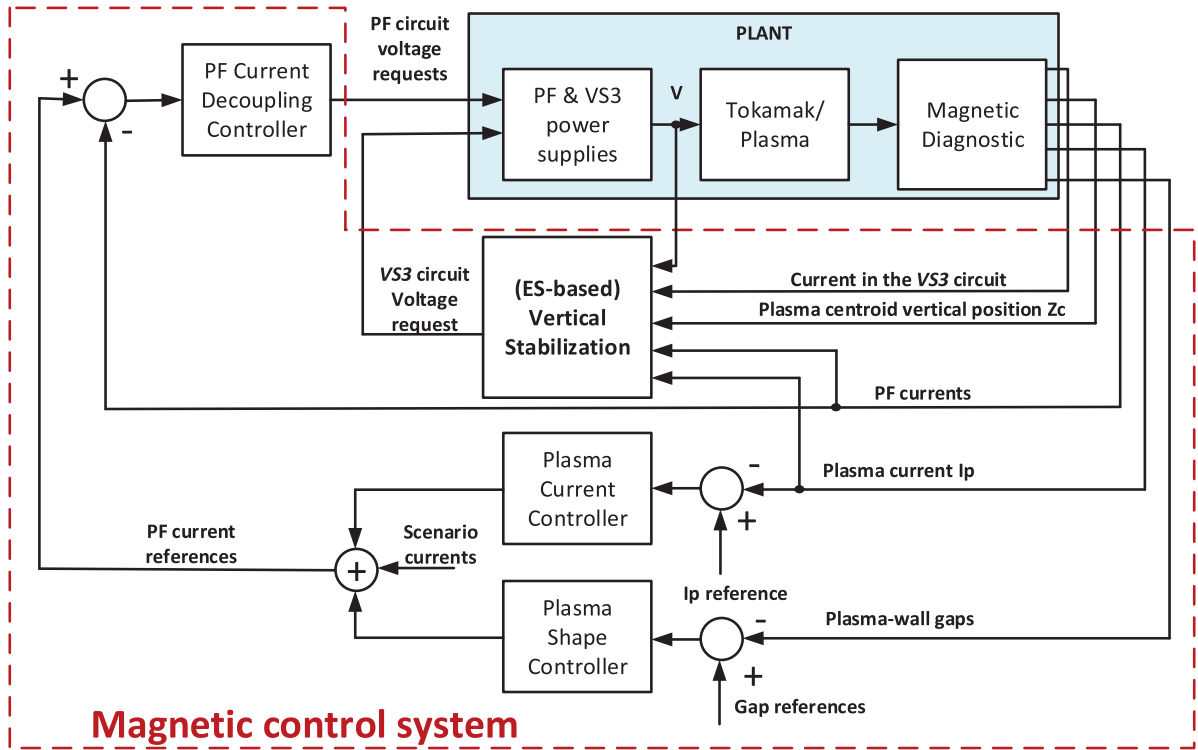 PF circuit
voltage
requests
PLANT
+
-
PF Current
Decoupling
Controller
PF & VS3
power
supplies
V
Tokamak/
Plasma
Magnetic
Diagnostic
VS3 circuit
Voltage
request
(ES-based)
Vertical
Stabilization
Current in the VS3 circuit
Plasma centroid vertical position Zc
PF currents
Plasma
Current
Controller
-
+
Plasma current Ip
PF current
references
Scenario
currents
+
Ip reference
Plasma
Shape
Controller
-
+
Plasma-wall gaps
Gap references
Magnetic control system